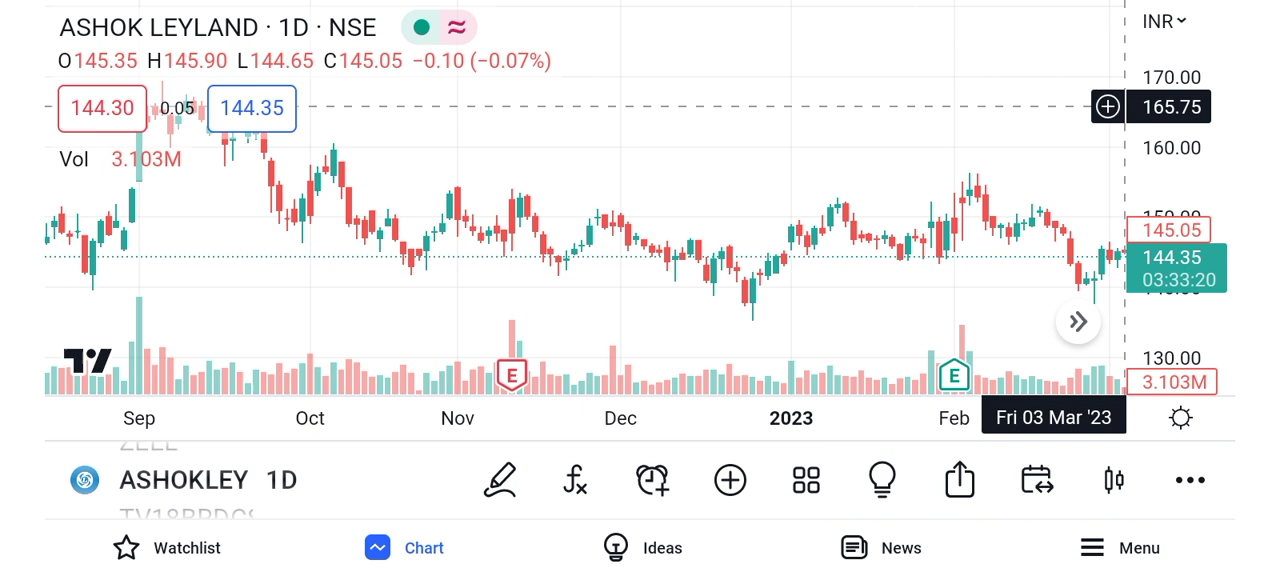 ASHOK LEYLAND · 1D · NSE
INR
O145.35 H145.90 L144.65 C145.05 −0.10 (−0.07%)
170.00
144.30 0.05 144.35
165.75
Vol 3.103M
160.00
150.00
145.05
144.35
03:33:20
E
E
130.00
3.103M
Sep Oct Nov Dec 2023 Feb Fri 03 Mar '23
ZEEL
ASHOKLEY 1D
Watchlist Chart Ideas News Menu